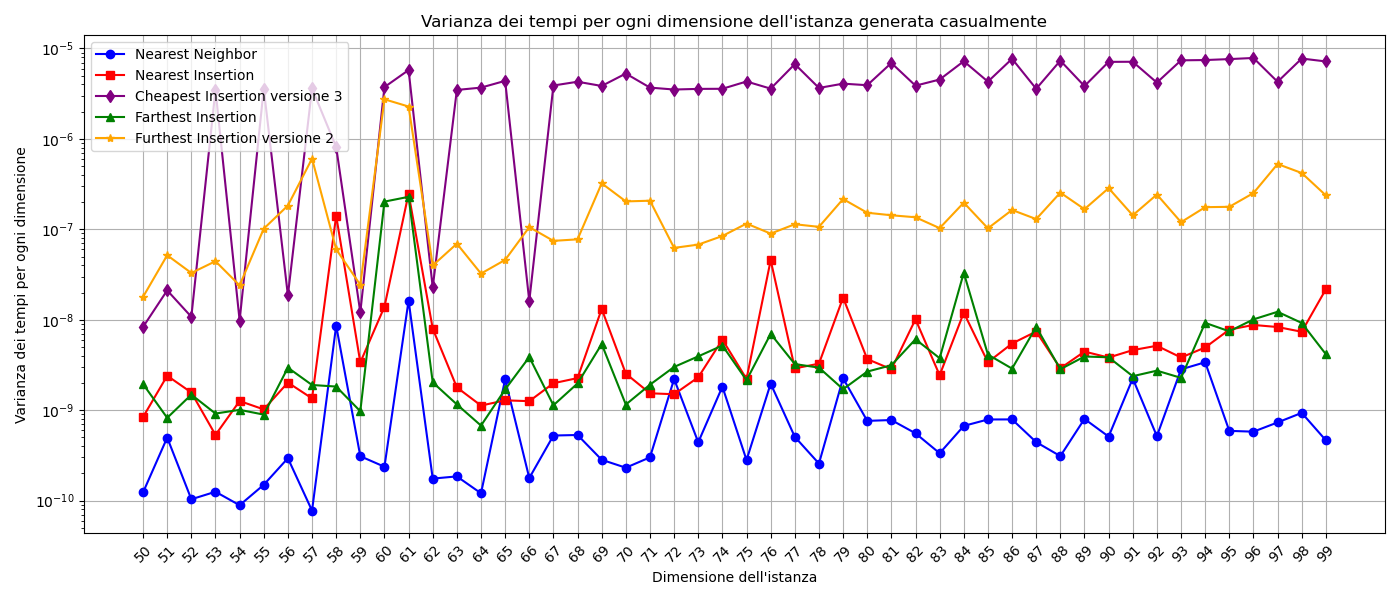 Varianza dei tempi per ogni dimensione dell'istanza generata casualmente
Nearest Neighbor
Nearest Insertion
Cheapest Insertion versione 3
Farthest Insertion
Furthest Insertion versione 2
Varianza dei tempi per ogni dimensione
10⁻⁵
10⁻⁶
10⁻⁷
10⁻⁸
10⁻⁹
10⁻¹⁰
50 51 52 53 54 55 56 57 58 59 60 61 62 63 64 65 66 67 68 69 70 71 72 73 74 75 76 77 78 79 80 81 82 83 84 85 86 87 88 89 90 91 92 93 94 95 96 97 98 99
Dimensione dell'istanza